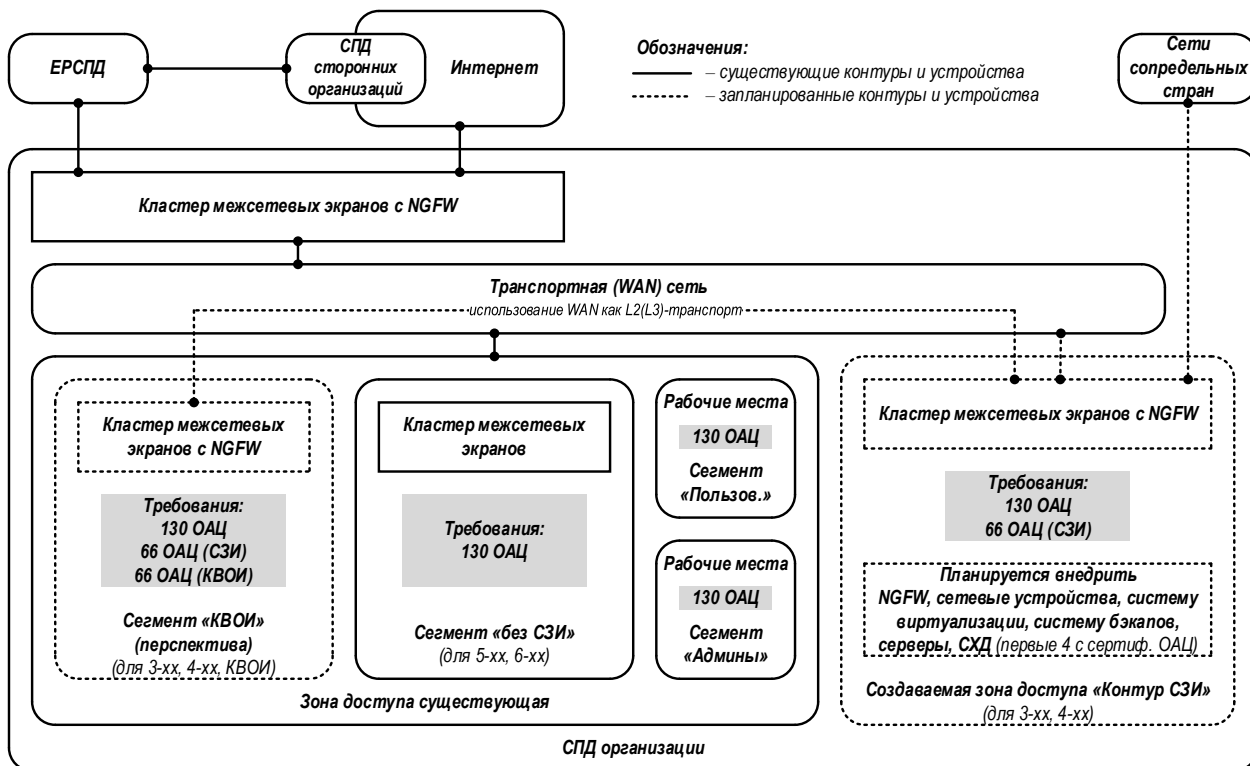 ЕРСПД
СПД
сторонних
организаций
Интернет
Обозначения:
– существующие контуры и устройства
– запланированные контуры и устройства
Сети
сопредельных
стран
Кластер межсетевых экранов с NGFW
Транспортная (WAN) сеть
использование WAN как L2(L3)-транспорт
Кластер межсетевых
экранов с NGFW
Требования:
130 ОАЦ
66 ОАЦ (СЗИ)
66 ОАЦ (КВОИ)
Сегмент «КВОИ»
(перспектива)
(для 3-хх, 4-хх, КВОИ)
Кластер межсетевых
экранов
Требования:
130 ОАЦ
Сегмент «без СЗИ»
(для 5-хх, 6-хх)
Рабочие места
130 ОАЦ
Сегмент
«Пользов.»
Рабочие места
130 ОАЦ
Сегмент
«Админы»
Зона доступа существующая
Кластер межсетевых экранов с NGFW
Требования:
130 ОАЦ
66 ОАЦ (СЗИ)
Планируется внедрить
NGFW, сетевые устройства, систему
виртуализации, систему бэкапов,
серверы, СХД (первые 4 с сертиф. ОАЦ)
Создаваемая зона доступа «Контур СЗИ»
(для 3-хх, 4-хх)
СПД организации